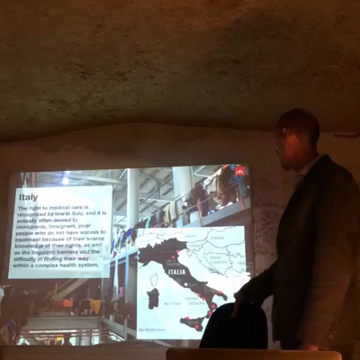 Italy
The right to medical care is
recognized by law in Italy, and it is
actually often denied to
immigrants, foreigners, poor
people who do not have access to
treatment because of their scarce
knowledge of their rights, as well
as the linguistic barriers and the
difficulty in finding their way
within a complex health system.
ITALIA